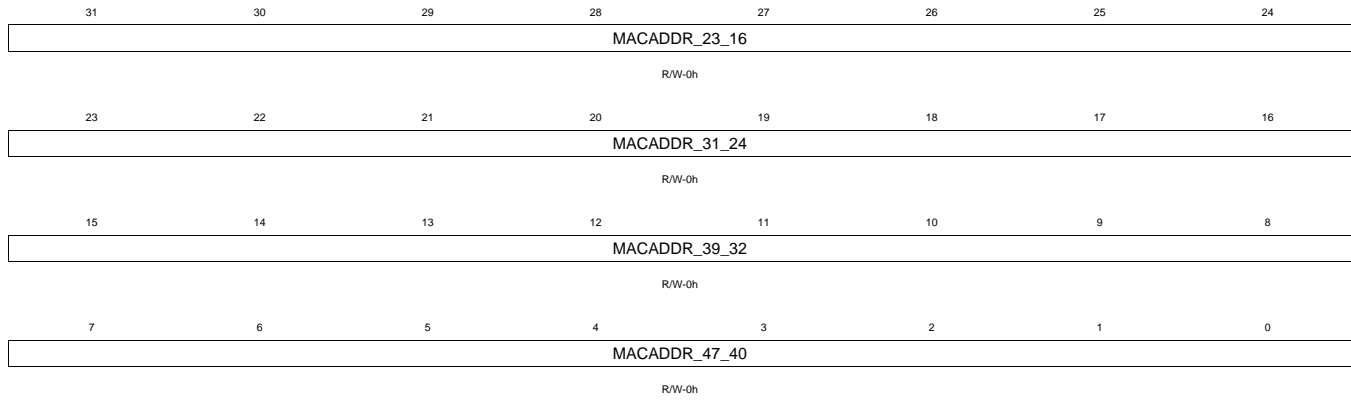 31 30 29 28 27 26 25 24
MACADDR_23_16
R/W-0h
23 22 21 20 19 18 17 16
MACADDR_31_24
R/W-0h
15 14 13 12 11 10 9 8
MACADDR_39_32
R/W-0h
7 6 5 4 3 2 1 0
MACADDR_47_40
R/W-0h